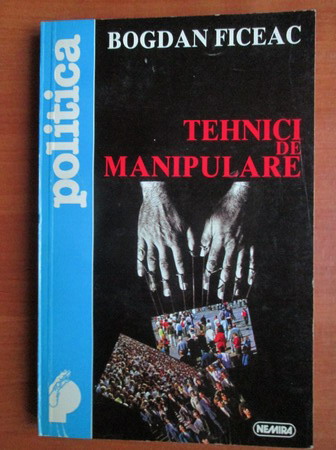 BOGDAN FICEAC
politica
TEHNICI
DE
MANIPULARE
NEMIRA